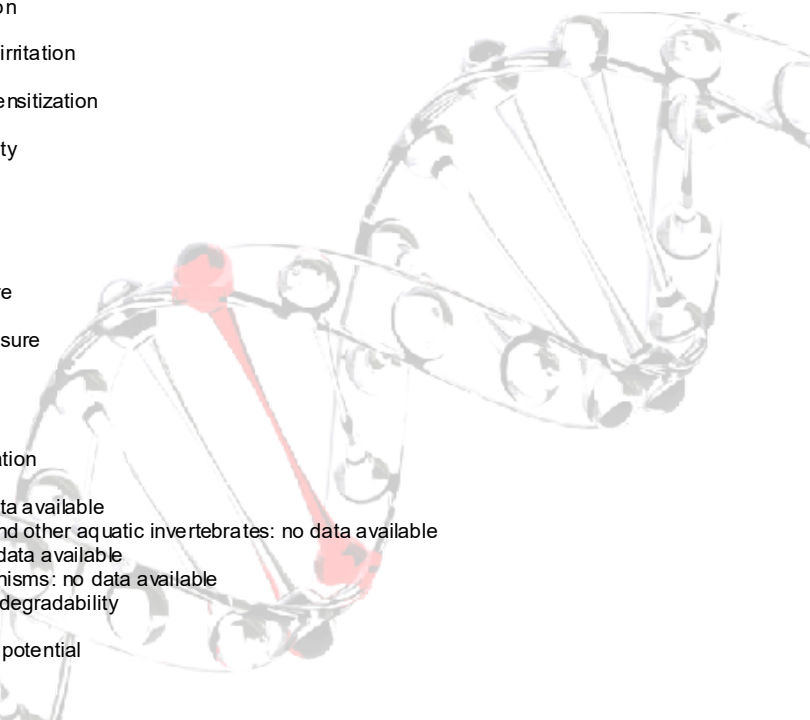 on
irritation
ensitization
ty
re
sure
ation
ta available
nd other aquatic invertebrates: no data available
data available
nisms: no data available
degradability
potential